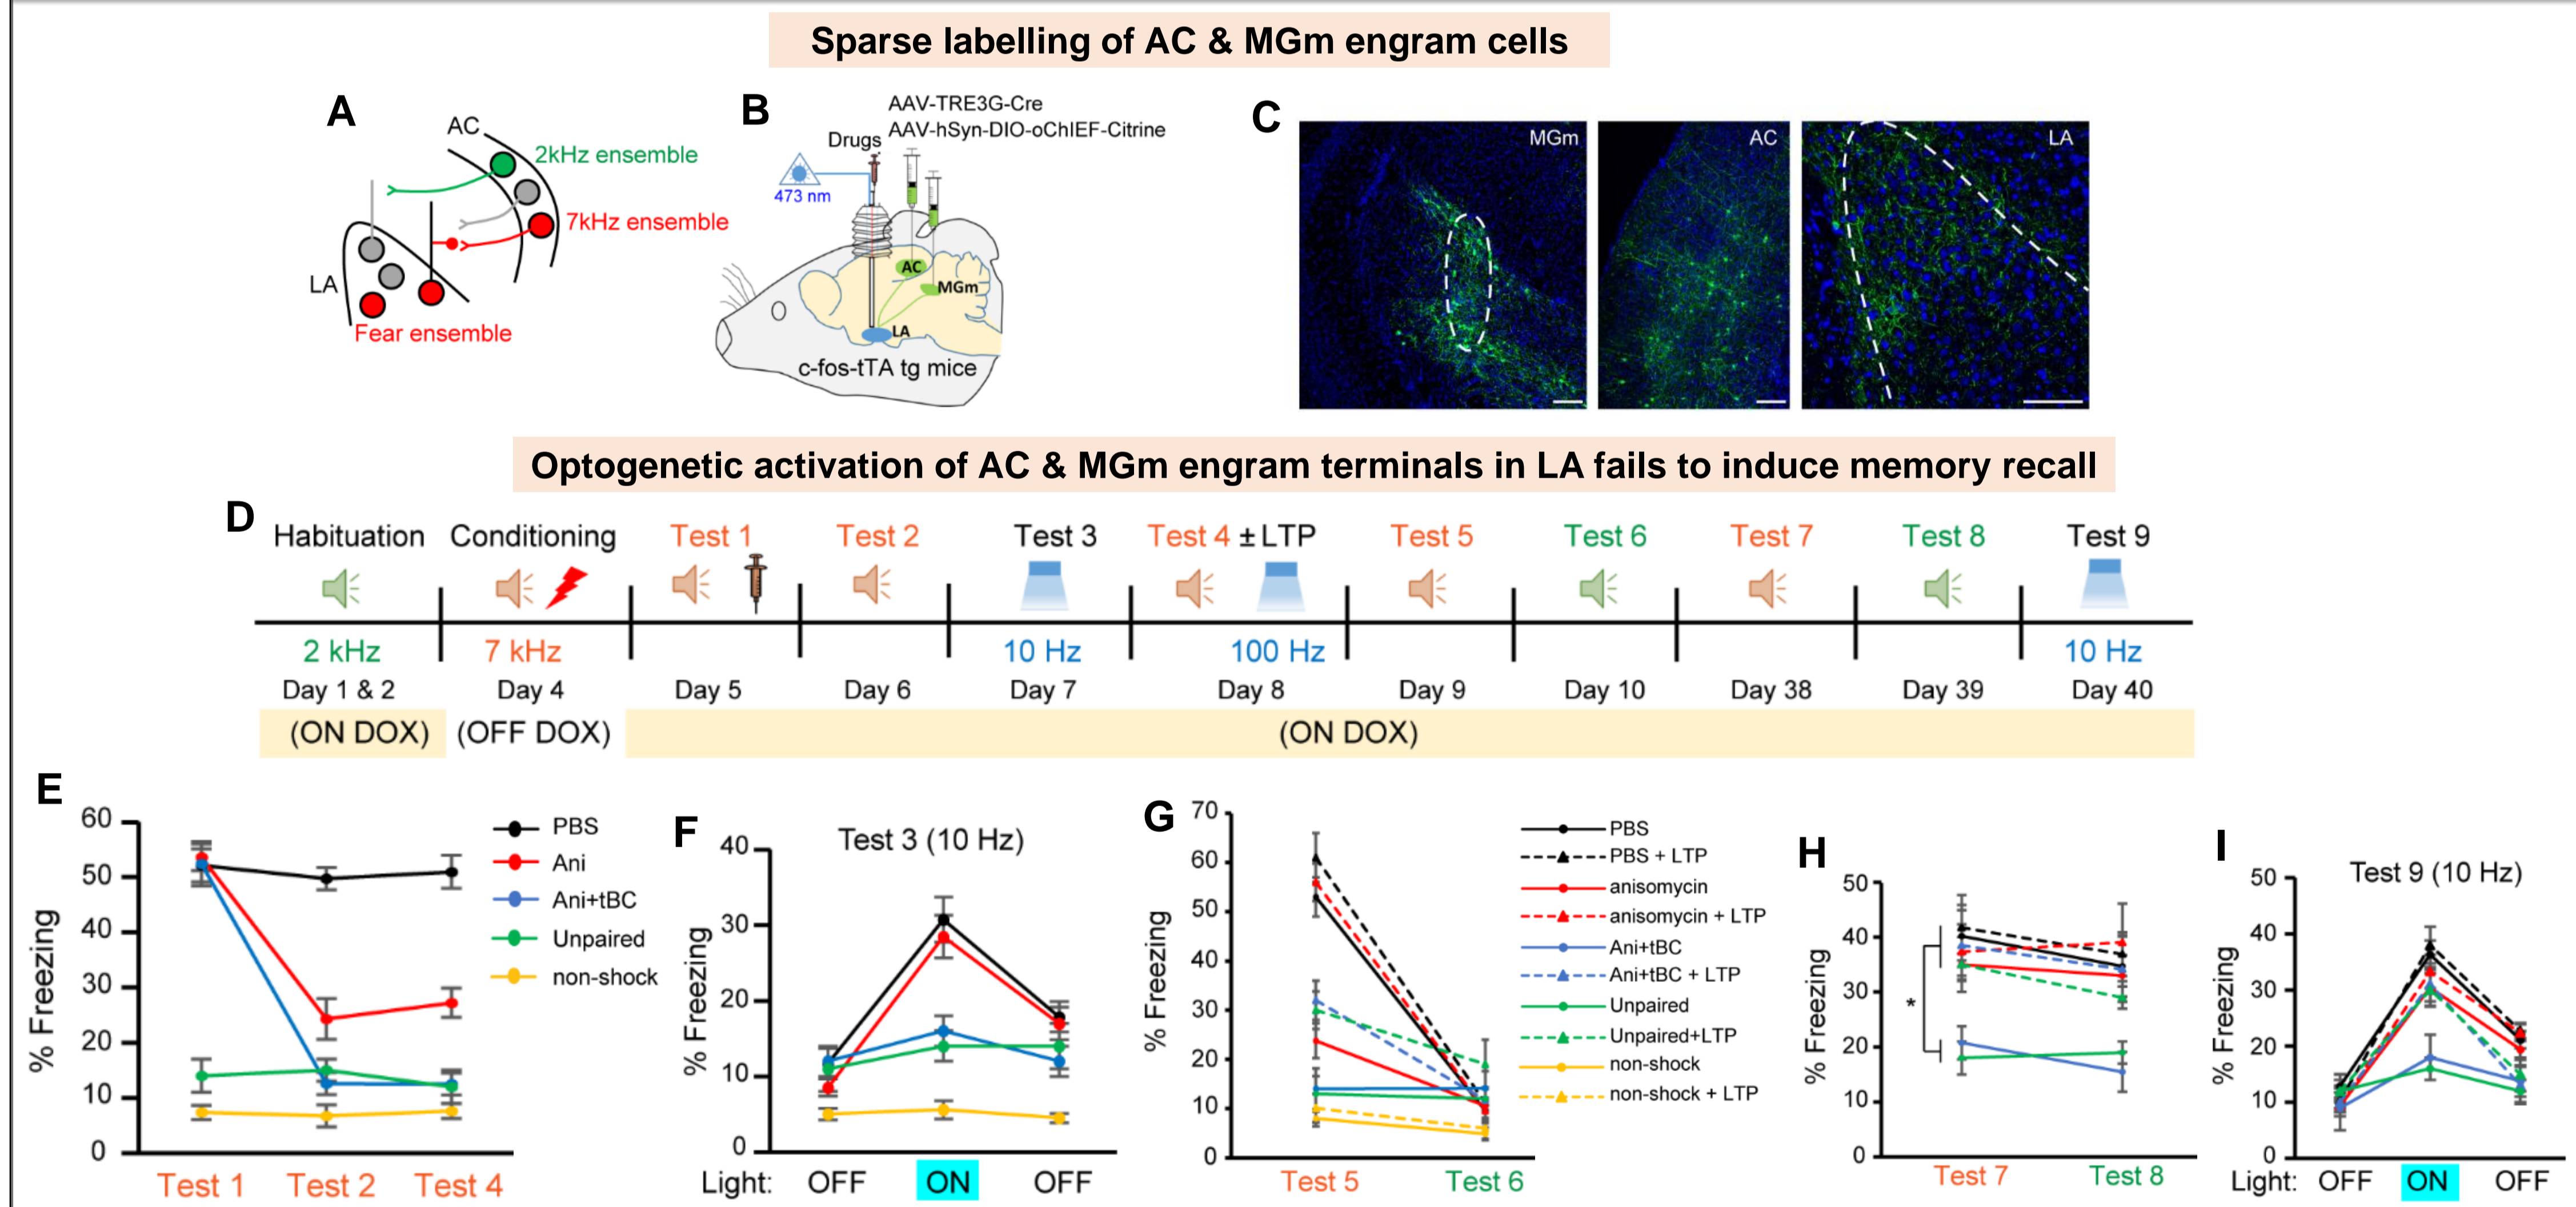 Sparse labelling of AC & MGm engram cells
A
AC
2kHz ensemble
7kHz ensemble
LA
Fear ensemble
B
AAV-TRE3G-Cre
AAV-hSyn-DIO-oChIEF-Citrine
Drugs
473 nm
AC
MGm
LA
c-fos-tTA tg mice
C
MGm
AC
LA
Optogenetic activation of AC & MGm engram terminals in LA fails to induce memory recall
D
Habituation Conditioning Test 1 Test 2 Test 3 Test 4 ± LTP Test 5 Test 6 Test 7 Test 8 Test 9
2 kHz 7 kHz 10 Hz 100 Hz 10 Hz
Day 1 & 2 Day 4 Day 5 Day 6 Day 7 Day 8 Day 9 Day 10 Day 38 Day 39 Day 40
(ON DOX) (OFF DOX) (ON DOX)
E
% Freezing
60
50
40
30
20
10
0
Test 1 Test 2 Test 4
PBS
Ani
Ani+tBC
Unpaired
non-shock
F
Test 3 (10 Hz)
% Freezing
40
30
20
10
0
Light: OFF ON OFF
G
% Freezing
70
60
50
40
30
20
10
0
Test 5 Test 6
PBS
PBS + LTP
anisomycin
anisomycin + LTP
Ani+tBC
Ani+tBC + LTP
Unpaired
Unpaired+LTP
non-shock
non-shock + LTP
H
% Freezing
50
40
30
20
10
0
*
Test 7 Test 8
I
Test 9 (10 Hz)
% Freezing
50
40
30
20
10
0
Light: OFF ON OFF